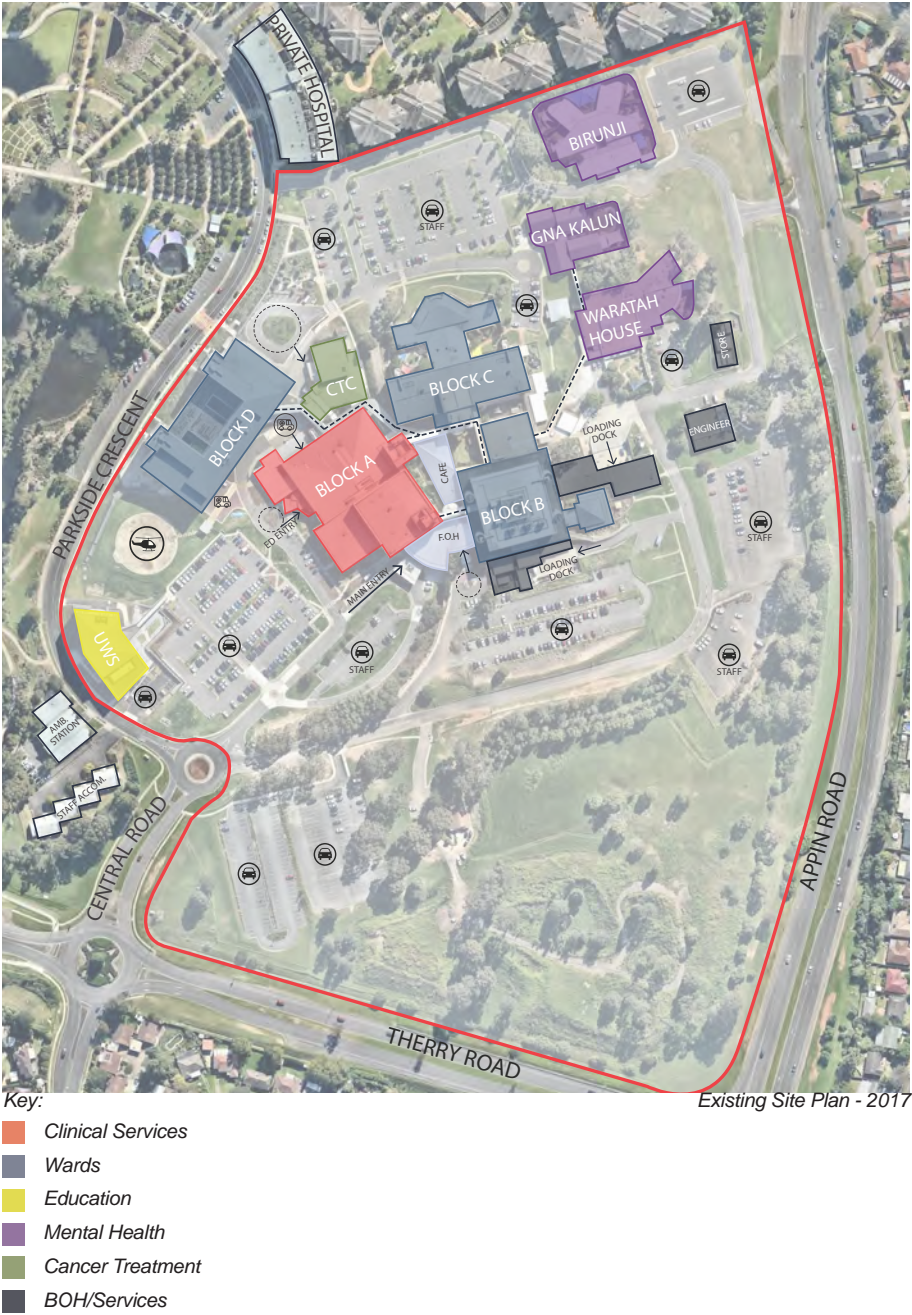 PRIVATE HOSPITAL
BIRUNJI
STAFF
GNA KALUN
WARATAH
HOUSE
STORE
CTC
BLOCK C
BLOCK D
PARKSIDE CRESCENT
BLOCK A
CAFE
LOADING
DOCK
ENGINEER
BLOCK B
ED ENTRY
F.O.H
STAFF
LOADING
DOCK
MAIN ENTRY
UWS
STAFF
STAFF
AMB.
STATION
STAFF ACCOM.
CENTRAL ROAD
APPIN ROAD
THERRY ROAD
Key:
Existing Site Plan - 2017
Clinical Services
Wards
Education
Mental Health
Cancer Treatment
BOH/Services